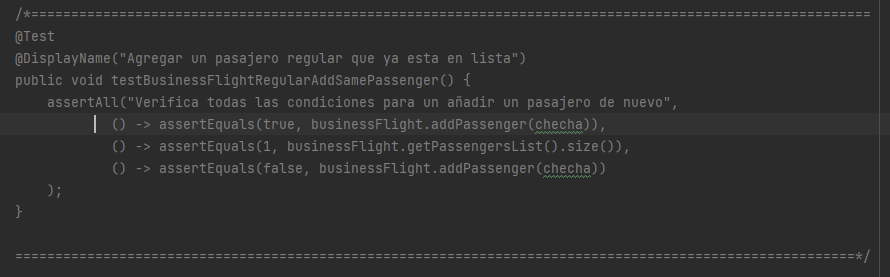 /*=========================================================================================================
@Test
@DisplayName("Agregar un pasajero regular que ya esta en lista")
public void testBusinessFlightRegularAddSamePassenger() {
    assertAll("Verifica todas las condiciones para un añadir un pasajero de nuevo",
            () -> assertEquals(true, businessFlight.addPassenger(checha)),
            () -> assertEquals(1, businessFlight.getPassengersList().size()),
            () -> assertEquals(false, businessFlight.addPassenger(checha))
    );
}
=========================================================================================================*/